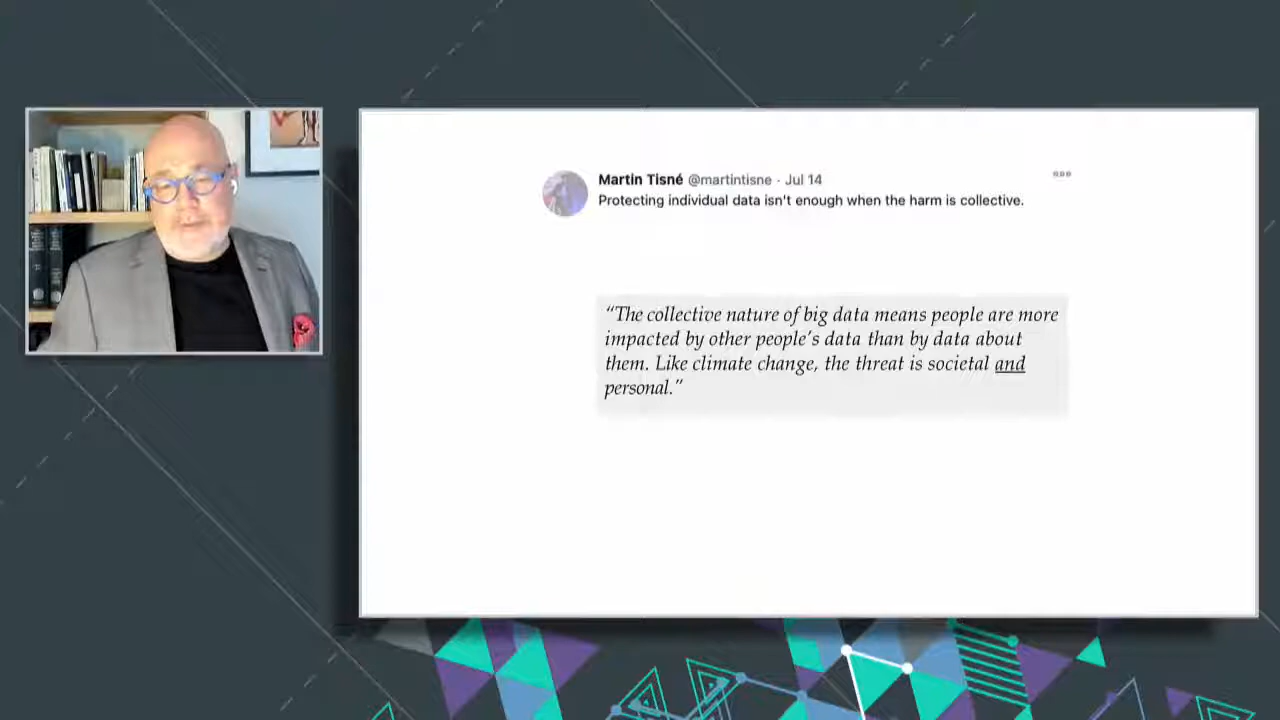 Martin Tisné @martintisne · Jul 14
Protecting individual data isn't enough when the harm is collective.
“The collective nature of big data means people are more
impacted by other people’s data than by data about
them. Like climate change, the threat is societal and
personal.”